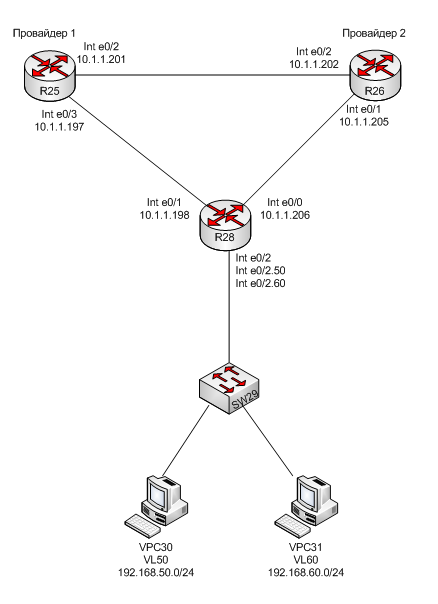 Провайдер 1
Провайдер 2
Int e0/2
10.1.1.201
Int e0/2
10.1.1.202
R25
R26
Int e0/3
10.1.1.197
Int e0/1
10.1.1.205
Int e0/1
10.1.1.198
Int e0/0
10.1.1.206
R28
Int e0/2
Int e0/2.50
Int e0/2.60
SW29
VPC30
VL50
192.168.50.0/24
VPC31
VL60
192.168.60.0/24